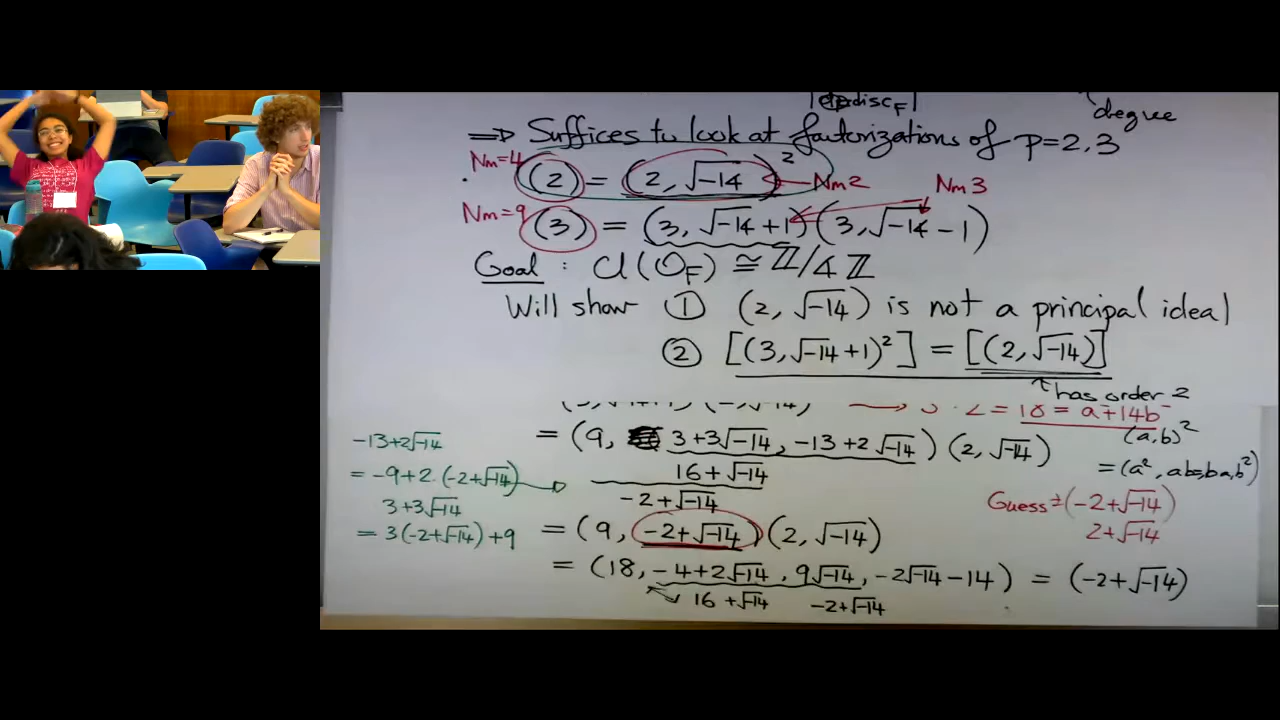 disc_F|
degree
⟹ Suffices to look at factorizations of p=2,3
Nm=4 (2) = (2, √-14)² ← Nm2 Nm3
Nm=9 (3) = (3, √-14+1)(3, √-14-1)
Goal: Cl(O_F) ≅ ℤ/4ℤ
Will show ① (2, √-14) is not a principal ideal
② [(3, √-14+1)²] = [(2, √-14)]
↑ has order 2
2 = 18 = a²+14b²
-13+2√-14
= (9, 3+3√-14, -13+2√-14)(2, √-14)
(a,b)²
= (a², ab=ba, b²)
= -9+2·(-2+√-14)
16+√-14
3+3√-14
-2+√-14
Guess = (-2+√-14)
2+√-14
= 3(-2+√-14)+9
= (9, -2+√-14)(2, √-14)
= (18, -4+2√-14, 9√-14, -2√-14-14) = (-2+√-14)
16+√-14 -2+√-14